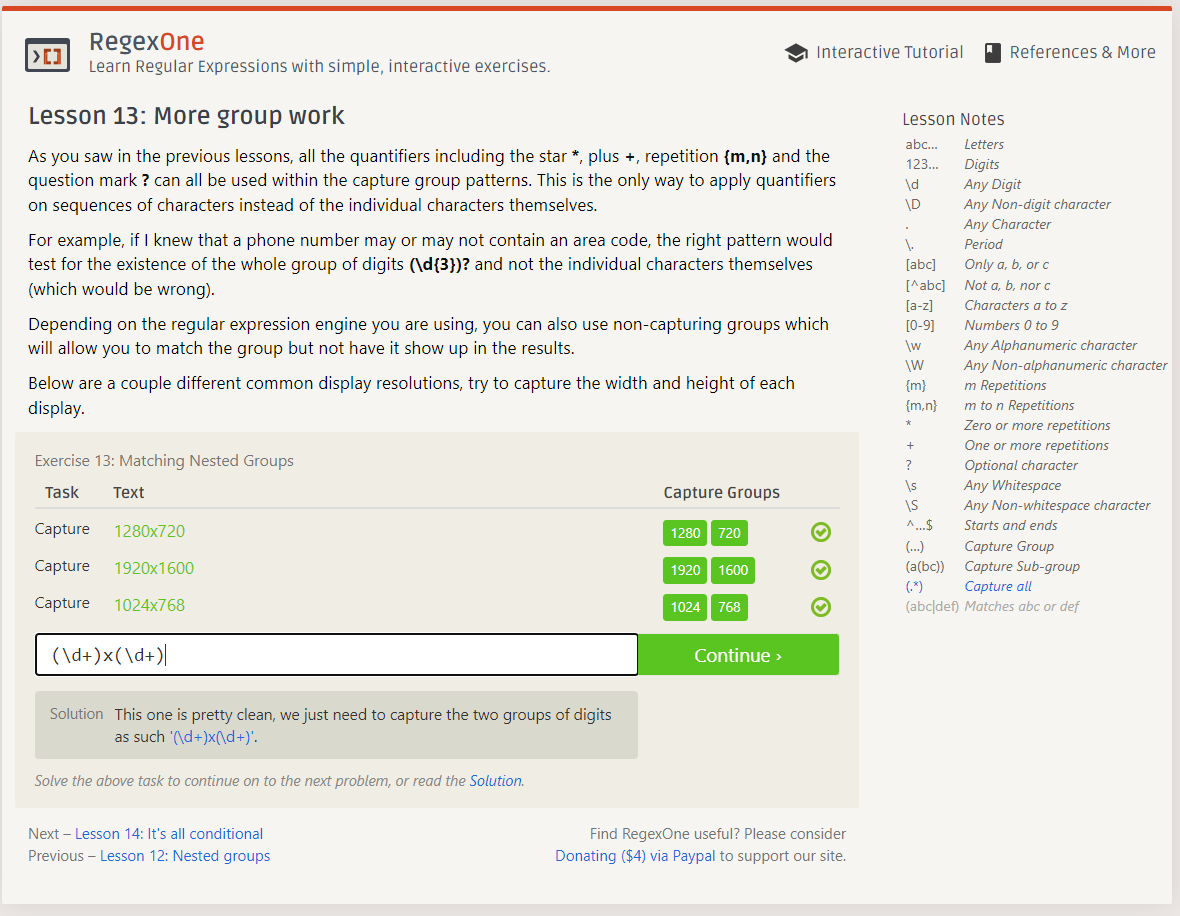 RegexOne
Learn Regular Expressions with simple, interactive exercises.
Interactive Tutorial
References & More
Lesson 13: More group work
As you saw in the previous lessons, all the quantifiers including the star *, plus +, repetition {m,n} and the
question mark ? can all be used within the capture group patterns. This is the only way to apply quantifiers
on sequences of characters instead of the individual characters themselves.
For example, if I knew that a phone number may or may not contain an area code, the right pattern would
test for the existence of the whole group of digits (\d{3})? and not the individual characters themselves
(which would be wrong).
Depending on the regular expression engine you are using, you can also use non-capturing groups which
will allow you to match the group but not have it show up in the results.
Below are a couple different common display resolutions, try to capture the width and height of each
display.
Exercise 13: Matching Nested Groups
Task Text Capture Groups
Capture 1280x720 1280 720
Capture 1920x1600 1920 1600
Capture 1024x768 1024 768
(\d+)x(\d+)
Continue ›
Solution This one is pretty clean, we just need to capture the two groups of digits
as such '(\d+)x(\d+)'.
Solve the above task to continue on to the next problem, or read the Solution.
Next – Lesson 14: It's all conditional
Previous – Lesson 12: Nested groups
Find RegexOne useful? Please consider
Donating ($4) via Paypal to support our site.
Lesson Notes
abc… Letters
123… Digits
\d Any Digit
\D Any Non-digit character
. Any Character
\. Period
[abc] Only a, b, or c
[^abc] Not a, b, nor c
[a-z] Characters a to z
[0-9] Numbers 0 to 9
\w Any Alphanumeric character
\W Any Non-alphanumeric character
{m} m Repetitions
{m,n} m to n Repetitions
* Zero or more repetitions
+ One or more repetitions
? Optional character
\s Any Whitespace
\S Any Non-whitespace character
^…$ Starts and ends
(…) Capture Group
(a(bc)) Capture Sub-group
(.*) Capture all
(abc|def) Matches abc or def